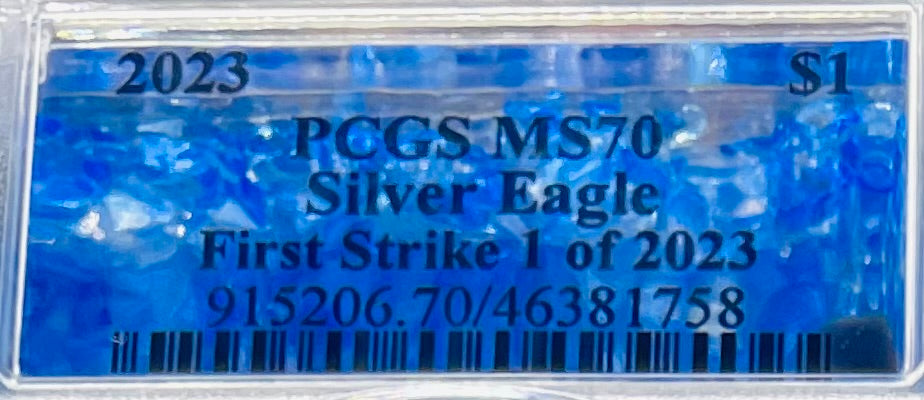 2023 $1
PCGS MS70
Silver Eagle
First Strike 1 of 2023
915206.70/46381758